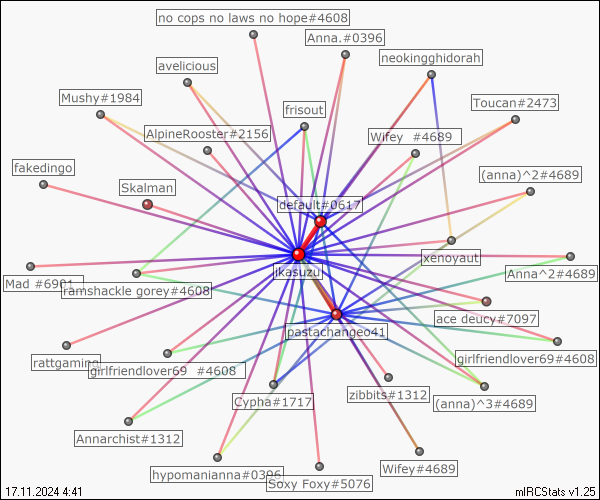 no cops no laws no hope#4608
Anna.#0396
neokingghidorah
avelicious
Mushy#1984
frisout
Toucan#2473
AlpineRooster#2156
Wifey #4689
fakedingo
(anna)^2#4689
Skalman
default#0617
xenoyaut
Mad #6901
ikasuzu
Anna^2#4689
ramshackle gorey#4608
ace decey#7097
pastachangeo41
rattgaming
girlfriendlover69 #4608
girlfriendlover69#4608
zibbits#1312
Cypha#1717
(anna)^3#4689
Annarchist#1312
hypomanianna#0396
Wifey#4689
Soxy Foxy#5076
17.11.2024 4:41
mIRCStats v1.25